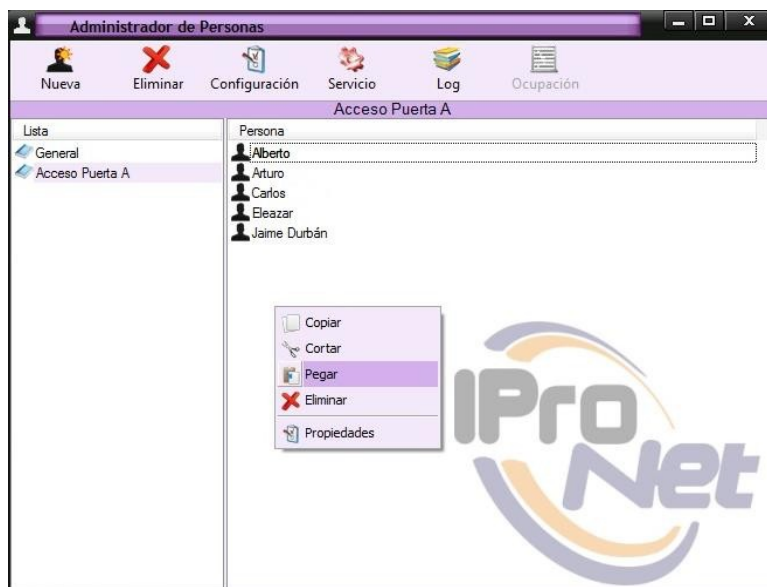 Administrador de Personas
X
Nueva Eliminar Configuración Servicio Log Ocupación
Acceso Puerta A
Lista Persona
General
Acceso Puerta A
Alberto
Arturo
Carlos
Eleazar
Jaime Durbán
Copiar
Cortar
Pegar
Eliminar
Propiedades
IPro
Net